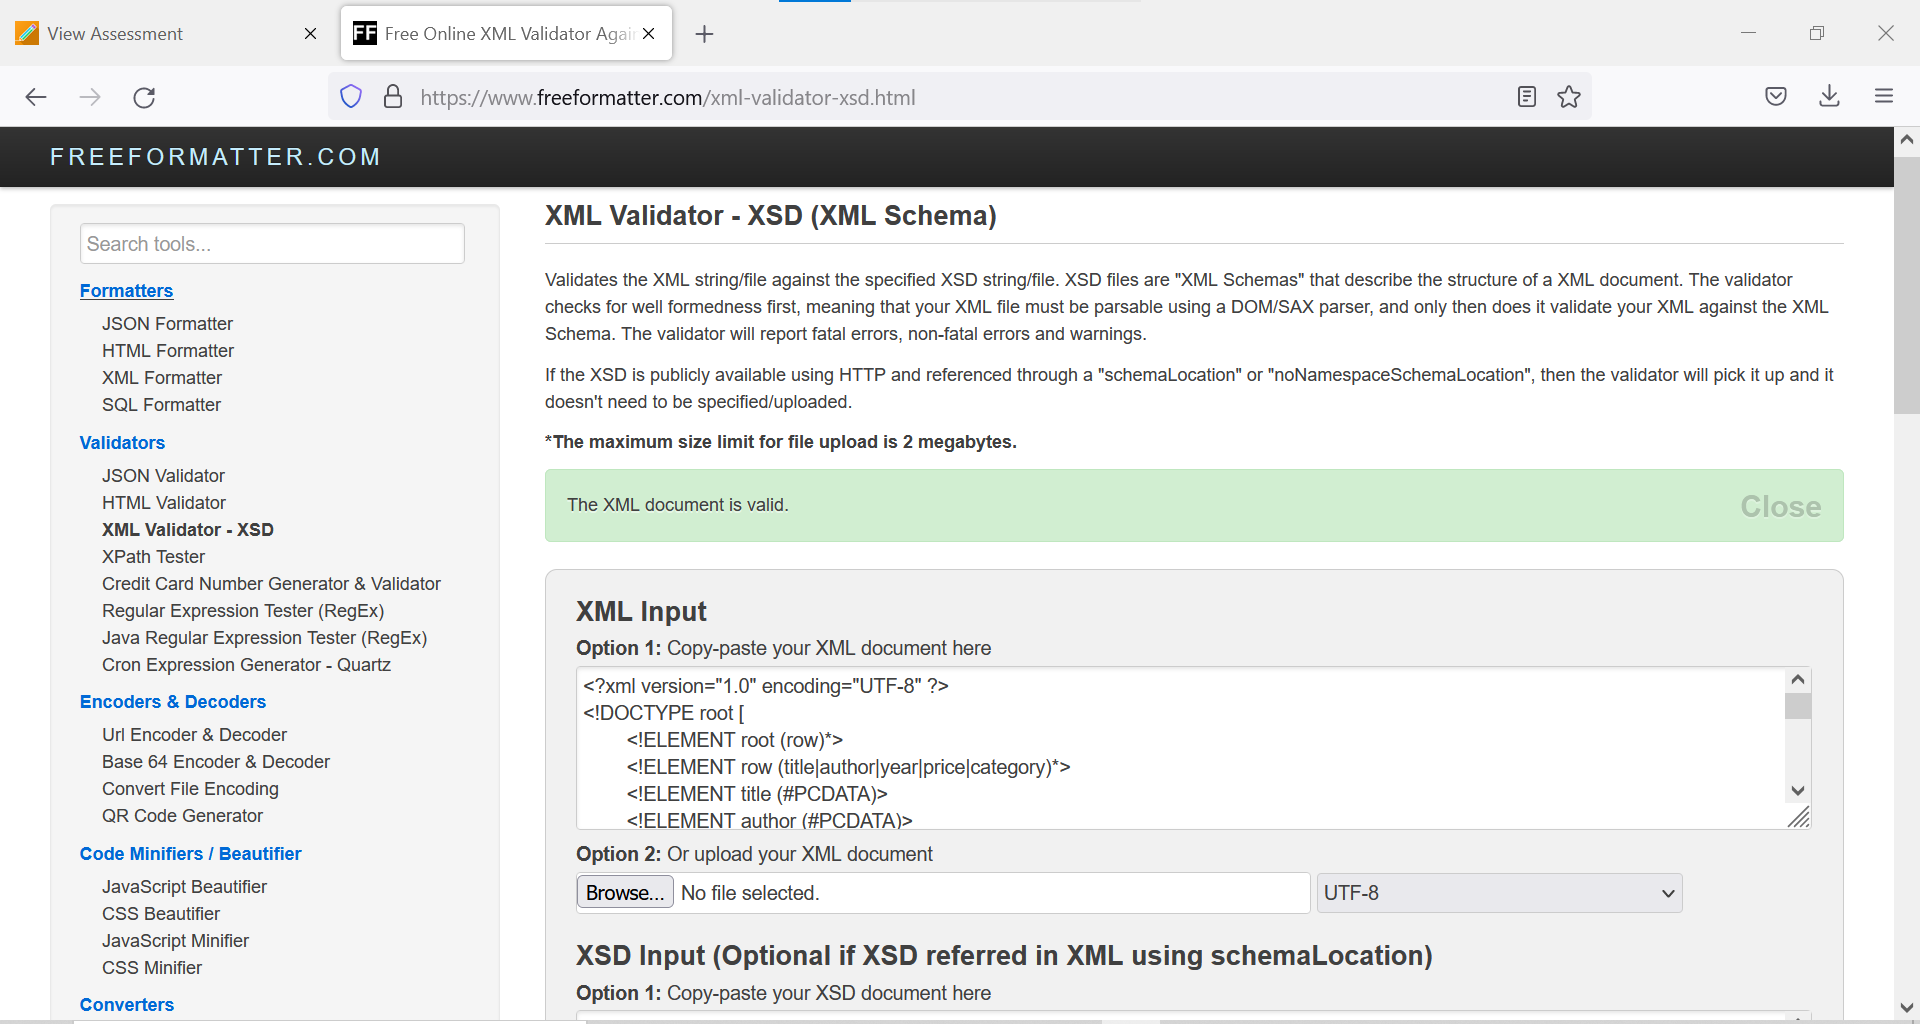 View Assessment
FF Free Online XML Validator Agai
https://www.freeformatter.com/xml-validator-xsd.html
FREEFORMATTER.COM
Search tools...
Formatters
JSON Formatter
HTML Formatter
XML Formatter
SQL Formatter
Validators
JSON Validator
HTML Validator
XML Validator - XSD
XPath Tester
Credit Card Number Generator & Validator
Regular Expression Tester (RegEx)
Java Regular Expression Tester (RegEx)
Cron Expression Generator - Quartz
Encoders & Decoders
Url Encoder & Decoder
Base 64 Encoder & Decoder
Convert File Encoding
QR Code Generator
Code Minifiers / Beautifier
JavaScript Beautifier
CSS Beautifier
JavaScript Minifier
CSS Minifier
Converters
XML Validator - XSD (XML Schema)
Validates the XML string/file against the specified XSD string/file. XSD files are "XML Schemas" that describe the structure of a XML document. The validator
checks for well formedness first, meaning that your XML file must be parsable using a DOM/SAX parser, and only then does it validate your XML against the XML
Schema. The validator will report fatal errors, non-fatal errors and warnings.
If the XSD is publicly available using HTTP and referenced through a "schemaLocation" or "noNamespaceSchemaLocation", then the validator will pick it up and it
doesn't need to be specified/uploaded.
*The maximum size limit for file upload is 2 megabytes.
The XML document is valid.
Close
XML Input
Option 1: Copy-paste your XML document here
<?xml version="1.0" encoding="UTF-8" ?>
<!DOCTYPE root [
<!ELEMENT root (row)*>
<!ELEMENT row (title|author|year|price|category)*>
<!ELEMENT title (#PCDATA)>
<!ELEMENT author (#PCDATA)>
Option 2: Or upload your XML document
Browse... No file selected.
UTF-8
XSD Input (Optional if XSD referred in XML using schemaLocation)
Option 1: Copy-paste your XSD document here